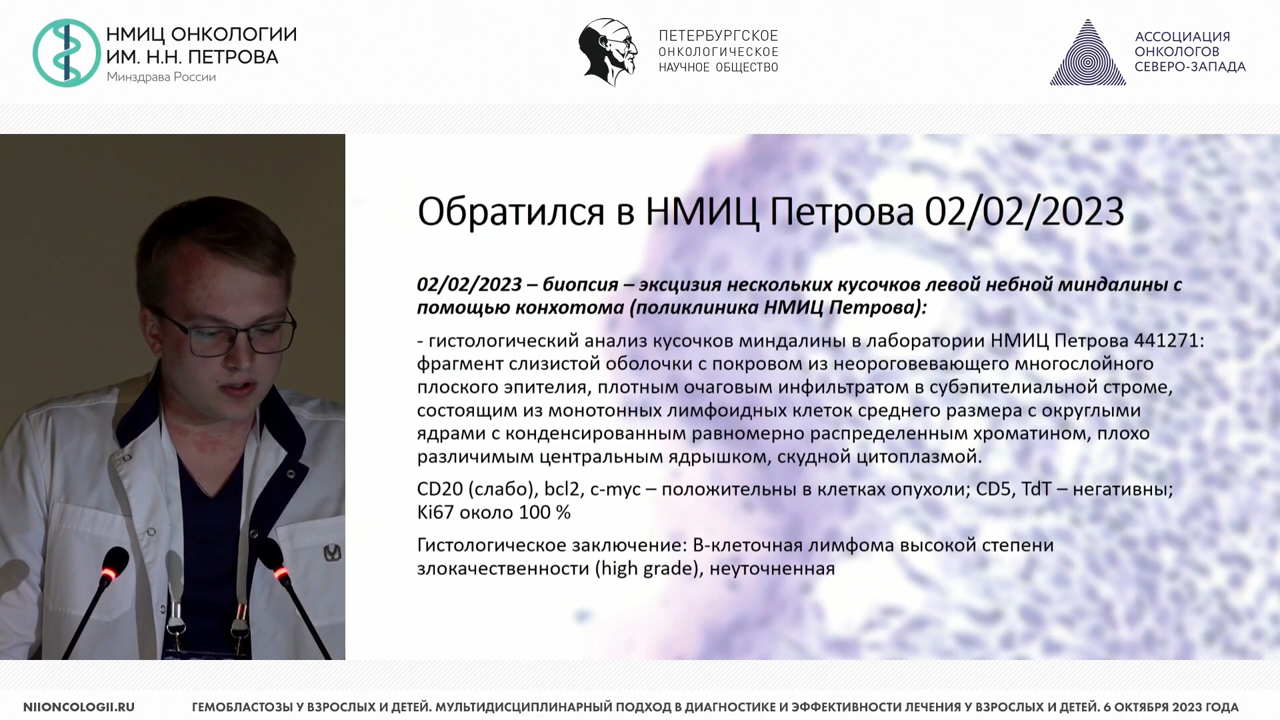 НМИЦ ОНКОЛОГИИ
ИМ. Н.Н. ПЕТРОВА
Минздрава России
ПЕТЕРБУРГСКОЕ
ОНКОЛОГИЧЕСКОЕ
НАУЧНОЕ ОБЩЕСТВО
АССОЦИАЦИЯ
ОНКОЛОГОВ
СЕВЕРО-ЗАПАДА
Обратился в НМИЦ Петрова 02/02/2023
02/02/2023 – биопсия – эксцизия нескольких кусочков левой небной миндалины с
помощью конхотома (поликлиника НМИЦ Петрова):
- гистологический анализ кусочков миндалины в лаборатории НМИЦ Петрова 441271:
фрагмент слизистой оболочки с покровом из неороговевающего многослойного
плоского эпителия, плотным очаговым инфильтратом в субэпителиальной строме,
состоящим из монотонных лимфоидных клеток среднего размера с округлыми
ядрами с конденсированным равномерно распределенным хроматином, плохо
различимым центральным ядрышком, скудной цитоплазмой.
CD20 (слабо), bcl2, c-myc – положительны в клетках опухоли; CD5, TdT – негативны;
Ki67 около 100 %
Гистологическое заключение: В-клеточная лимфома высокой степени
злокачественности (high grade), неуточненная
NIIONCOLOGII.RU
ГЕМОБЛАСТОЗЫ У ВЗРОСЛЫХ И ДЕТЕЙ. МУЛЬТИДИСЦИПЛИНАРНЫЙ ПОДХОД В ДИАГНОСТИКЕ И ЭФФЕКТИВНОСТИ ЛЕЧЕНИЯ У ВЗРОСЛЫХ И ДЕТЕЙ. 6 ОКТЯБРЯ 2023 ГОДА